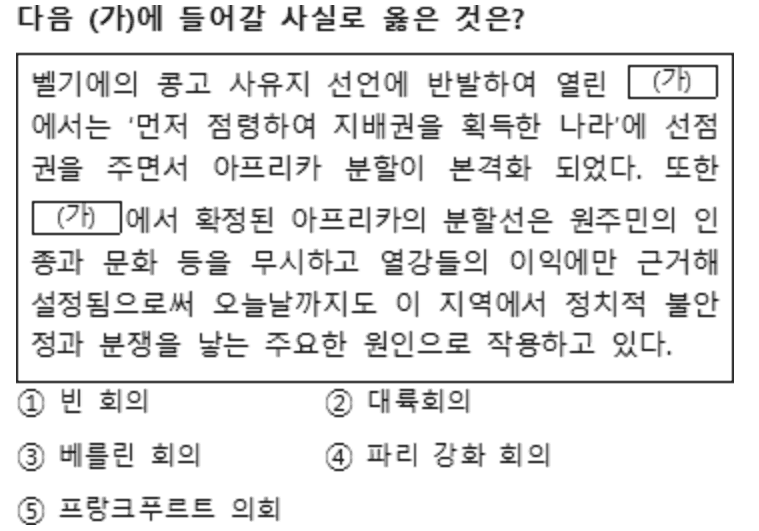 다음 (가)에 들어갈 사실로 옳은 것은?
벨기에의 콩고 사유지 선언에 반발하여 열린 (가)
에서는 '먼저 점령하여 지배권을 획득한 나라'에 선점
권을 주면서 아프리카 분할이 본격화 되었다. 또한
(가)에서 확정된 아프리카의 분할선은 원주민의 인
종과 문화 등을 무시하고 열강들의 이익에만 근거해
설정됨으로써 오늘날까지도 이 지역에서 정치적 불안
정과 분쟁을 낳는 주요한 원인으로 작용하고 있다.
① 빈 회의 ② 대륙회의
③ 베를린 회의 ④ 파리 강화 회의
⑤ 프랑크푸르트 의회